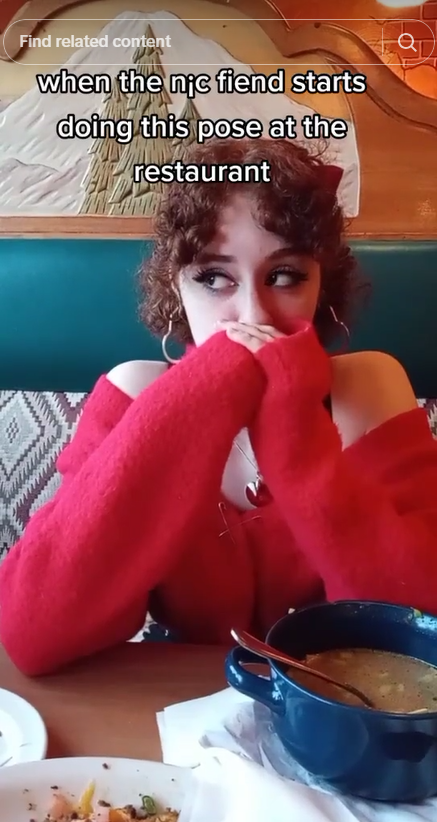 Find related content
when the n¡c fiend starts
doing this pose at the
restaurant